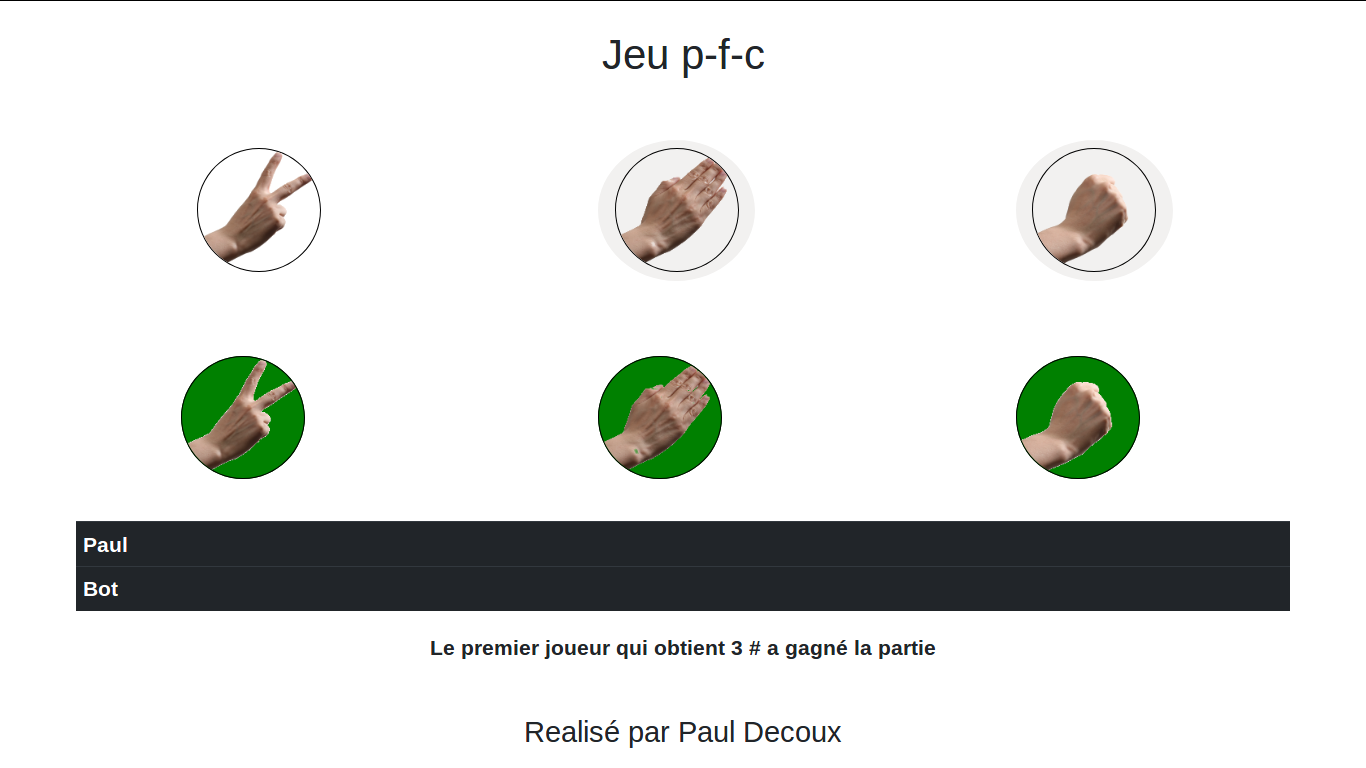 Jeu p-f-c
Paul
Bot
Le premier joueur qui obtient 3 # a gagné la partie
Realisé par Paul Decoux